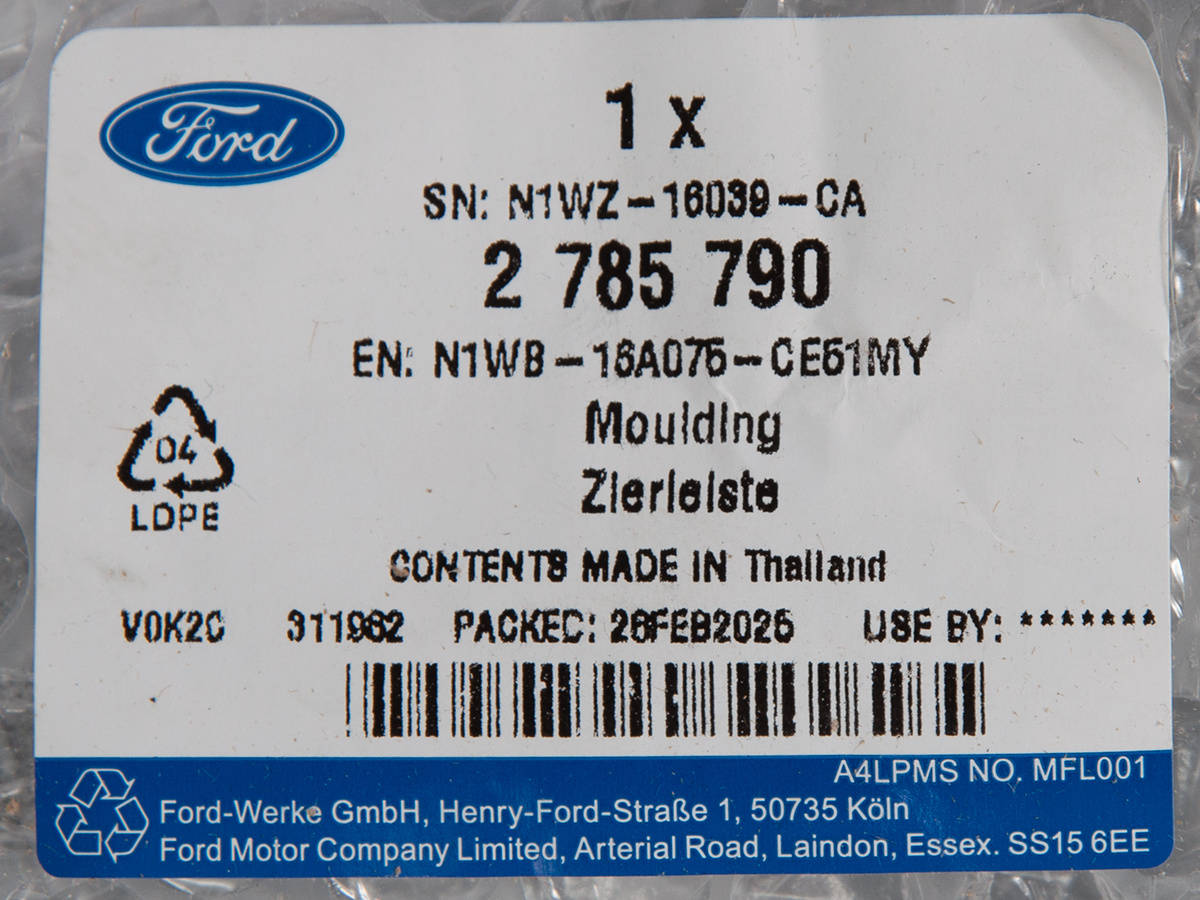 Ford
1 x
SN: N1WZ-16039-CA
2 785 790
EN: N1WB-16A075-CE51MY
Moulding
Zierleiste
04
LDPE
CONTENTS MADE IN Thailand
V0K2C 311962 PACKED: 26FEB2025 USE BY: *******
A4LPMS NO. MFL001
Ford-Werke GmbH, Henry-Ford-Straße 1, 50735 Köln
Ford Motor Company Limited, Arterial Road, Laindon, Essex. SS15 6EE